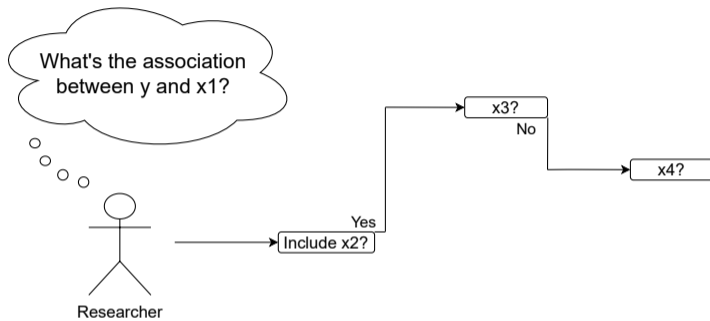 What's the association
between y and x1?
x3?
No
x4?
Yes
Include x2?
Researcher